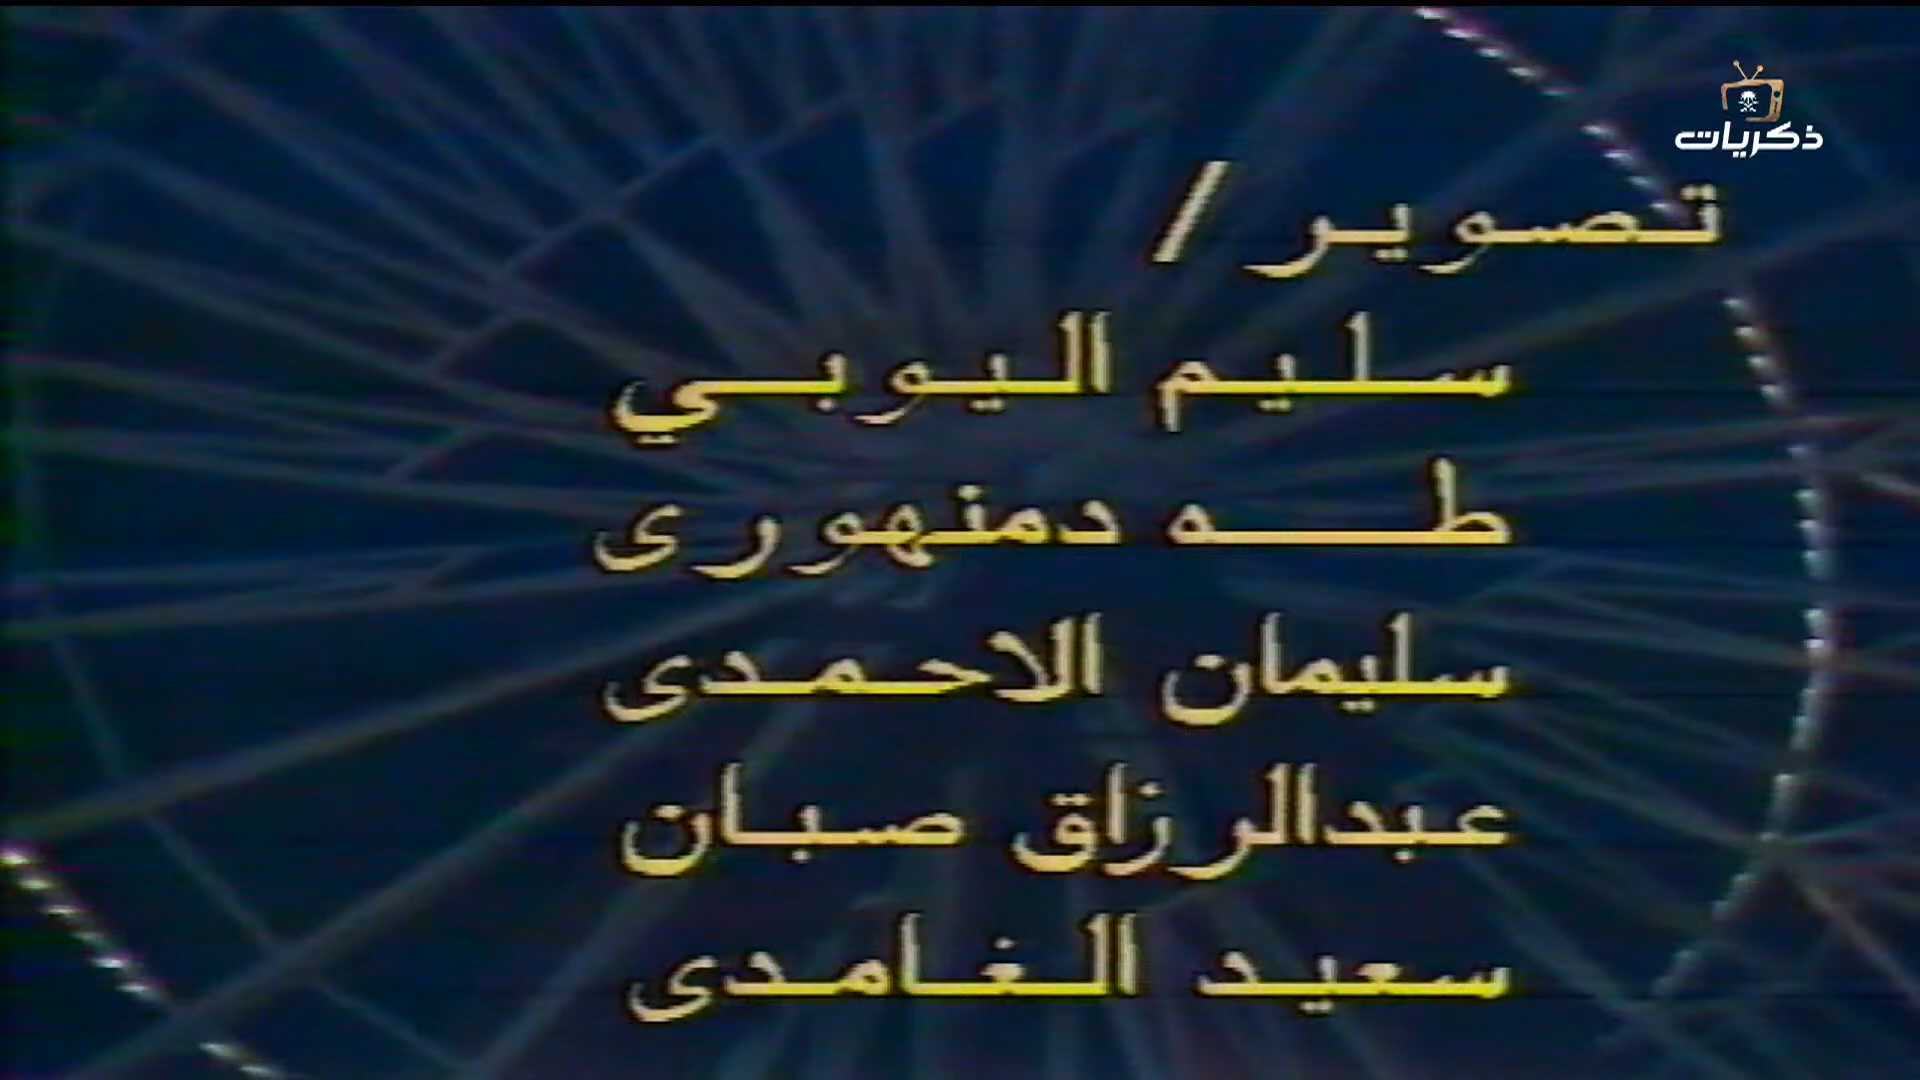 ذكريات
تصوير /
سليم اليوبي
طه دمنهورى
سليمان الاحمدى
عبدالرزاق صبان
سعيد الغامدى